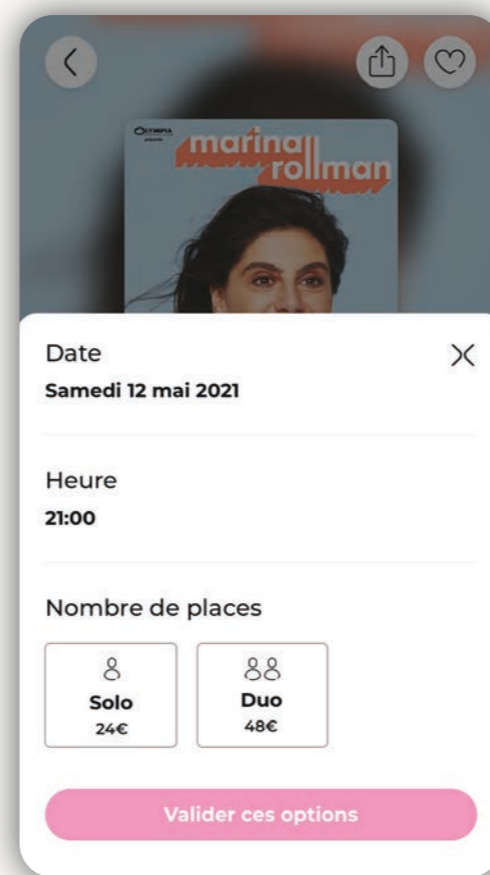 OLYMPIA
marina
rollman
Date
Samedi 12 mai 2021
Heure
21:00
Nombre de places
Solo
Duo
24€
48€
Valider ces options